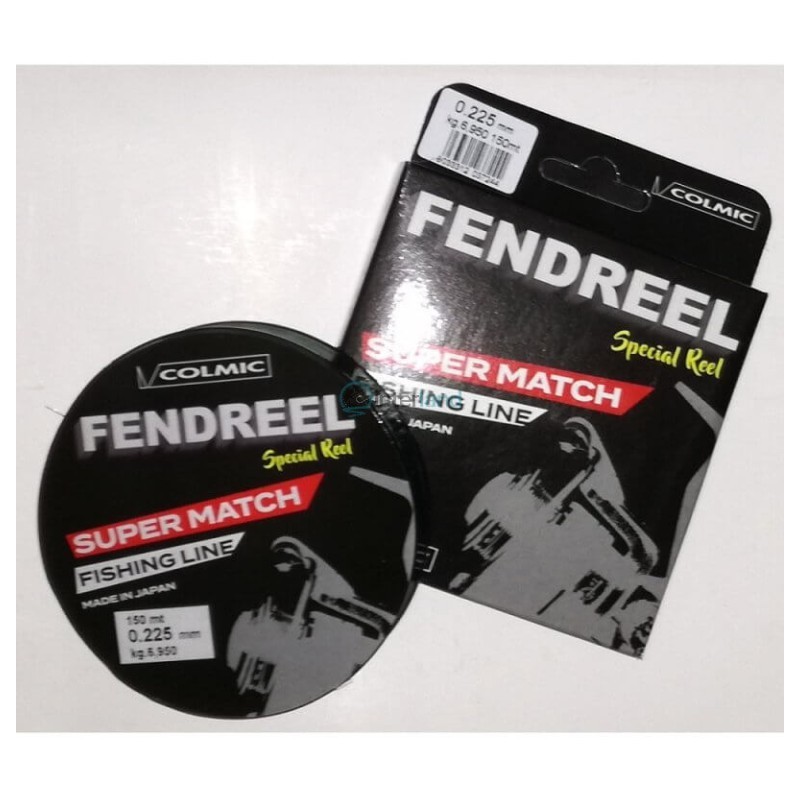 0.225 mm
kg.6.950 150mt
COLMIC
FENDREEL
Special Reel
SUPER MATCH
SHING LINE
JAPAN
COLMIC
FENDREEL
Special Reel
SUPER MATCH
FISHING LINE
MADE IN JAPAN
150 mt
0.225 mm
kg.6.950